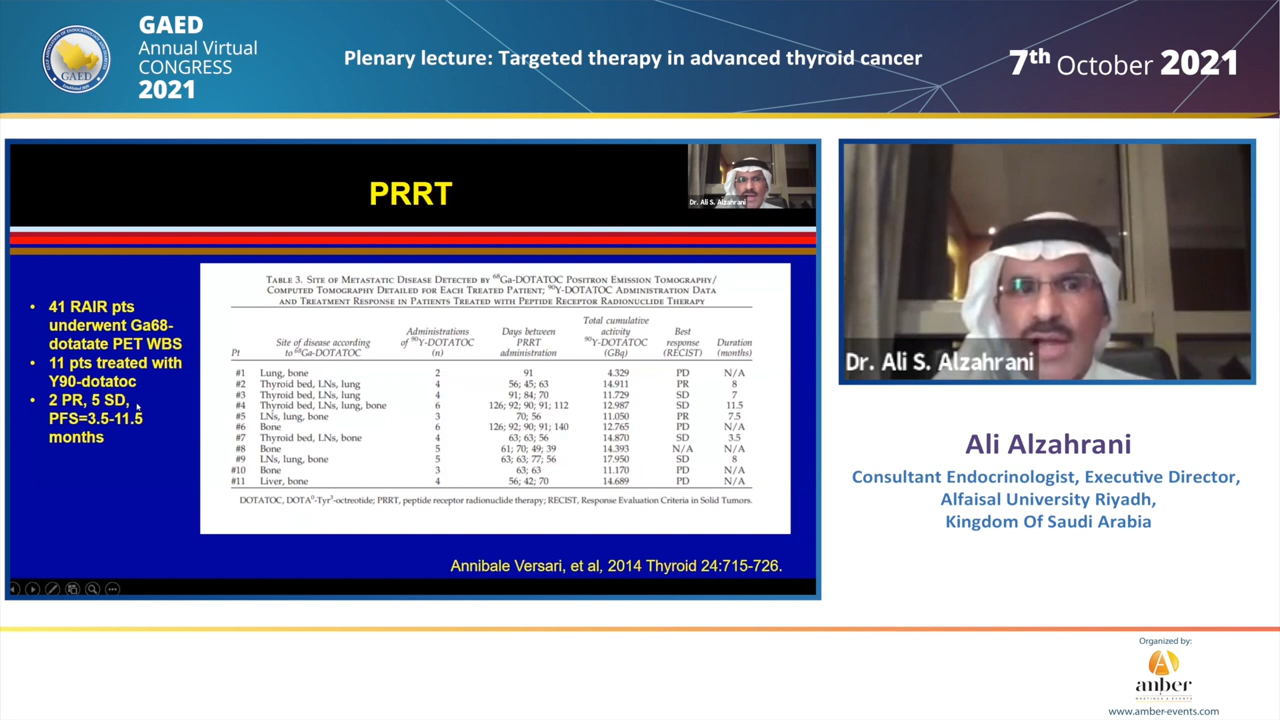 GAED
Annual Virtual
CONGRESS
2021
GAED
Plenary lecture: Targeted therapy in advanced thyroid cancer
7th October 2021
PRRT
Dr. Ali S. Alzahrani
• 41 RAIR pts
underwent Ga68-
dotatate PET WBS
• 11 pts treated with
Y90-dotatoc
• 2 PR, 5 SD,
PFS=3.5-11.5
months
TABLE 3. SITE OF METASTATIC DISEASE DETECTED BY 68Ga-DOTATOC POSITRON EMISSION TOMOGRAPHY/
COMPUTED TOMOGRAPHY DETAILED FOR EACH TREATED PATIENT; 90Y-DOTATOC ADMINISTRATION DATA
AND TREATMENT RESPONSE IN PATIENTS TREATED WITH PEPTIDE RECEPTOR RADIONUCLIDE THERAPY
Pt Site of disease according to 68Ga-DOTATOC Administrations of 90Y-DOTATOC (n) Days between PRRT administration Total cumulative activity 90Y-DOTATOC (GBq) Best response (RECIST) Duration (months)
#1 Lung, bone 2 91 4.329 PD N/A
#2 Thyroid bed, LNs, lung 4 56; 45; 63 14.911 PR 8
#3 Thyroid bed, LNs, lung 4 91; 84; 70 11.729 SD 7
#4 Thyroid bed, LNs, lung, bone 6 126; 92; 90; 91; 112 12.987 SD 11.5
#5 LNs, lung, bone 3 70; 56 11.050 PR 7.5
#6 Bone 6 126; 92; 90; 91; 140 12.765 PD N/A
#7 Thyroid bed, LNs, bone 4 63; 63; 56 14.870 SD 3.5
#8 Bone 5 61; 70; 49; 39 14.393 N/A N/A
#9 LNs, lung, bone 5 63; 63; 77; 56 17.950 SD 8
#10 Bone 3 63; 63 11.170 PD N/A
#11 Liver, bone 4 56; 42; 70 14.689 PD N/A
DOTATOC, DOTA0-Tyr3-octreotide; PRRT, peptide receptor radionuclide therapy; RECIST, Response Evaluation Criteria in Solid Tumors.
Annibale Versari, et al, 2014 Thyroid 24:715-726.
Dr. Ali S. Alzahrani
Ali Alzahrani
Consultant Endocrinologist, Executive Director,
Alfaisal University Riyadh,
Kingdom Of Saudi Arabia
Organized by:
amber
MEETINGS & EVENTS
www.amber-events.com